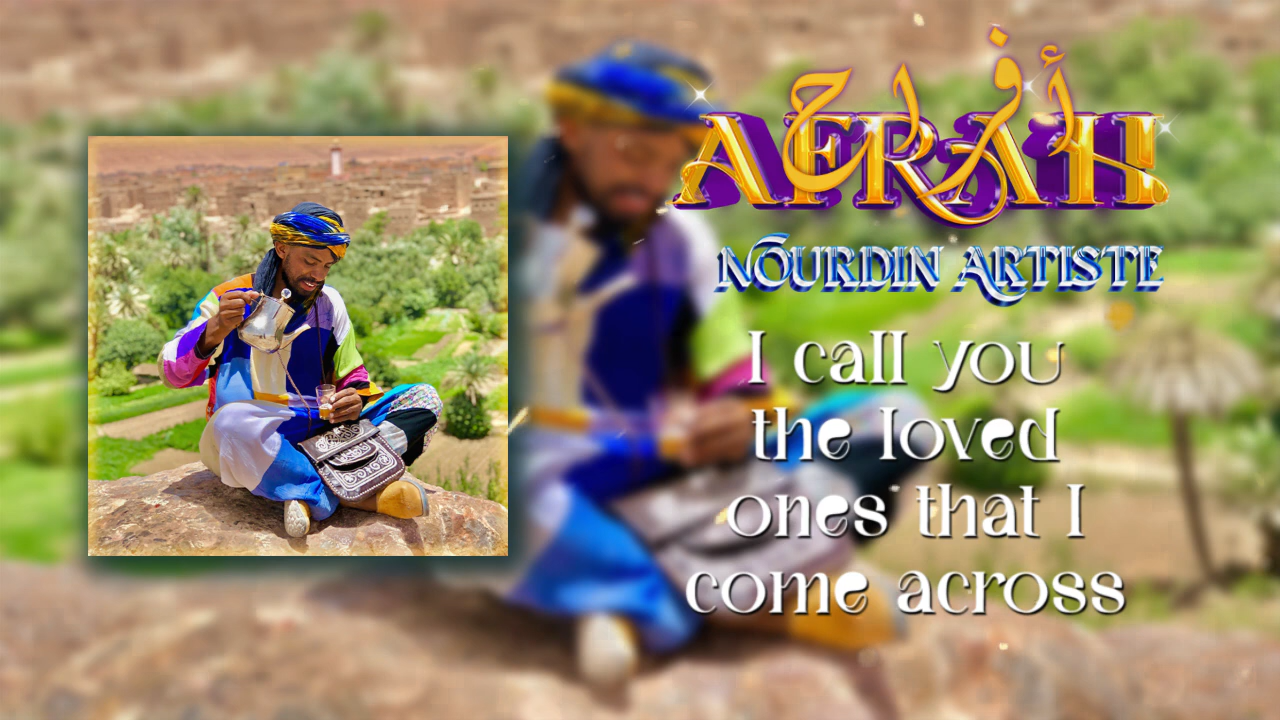 أفراح
AFRAH
NOURDIN ARTISTE
I call you
the loved
ones that I
come across